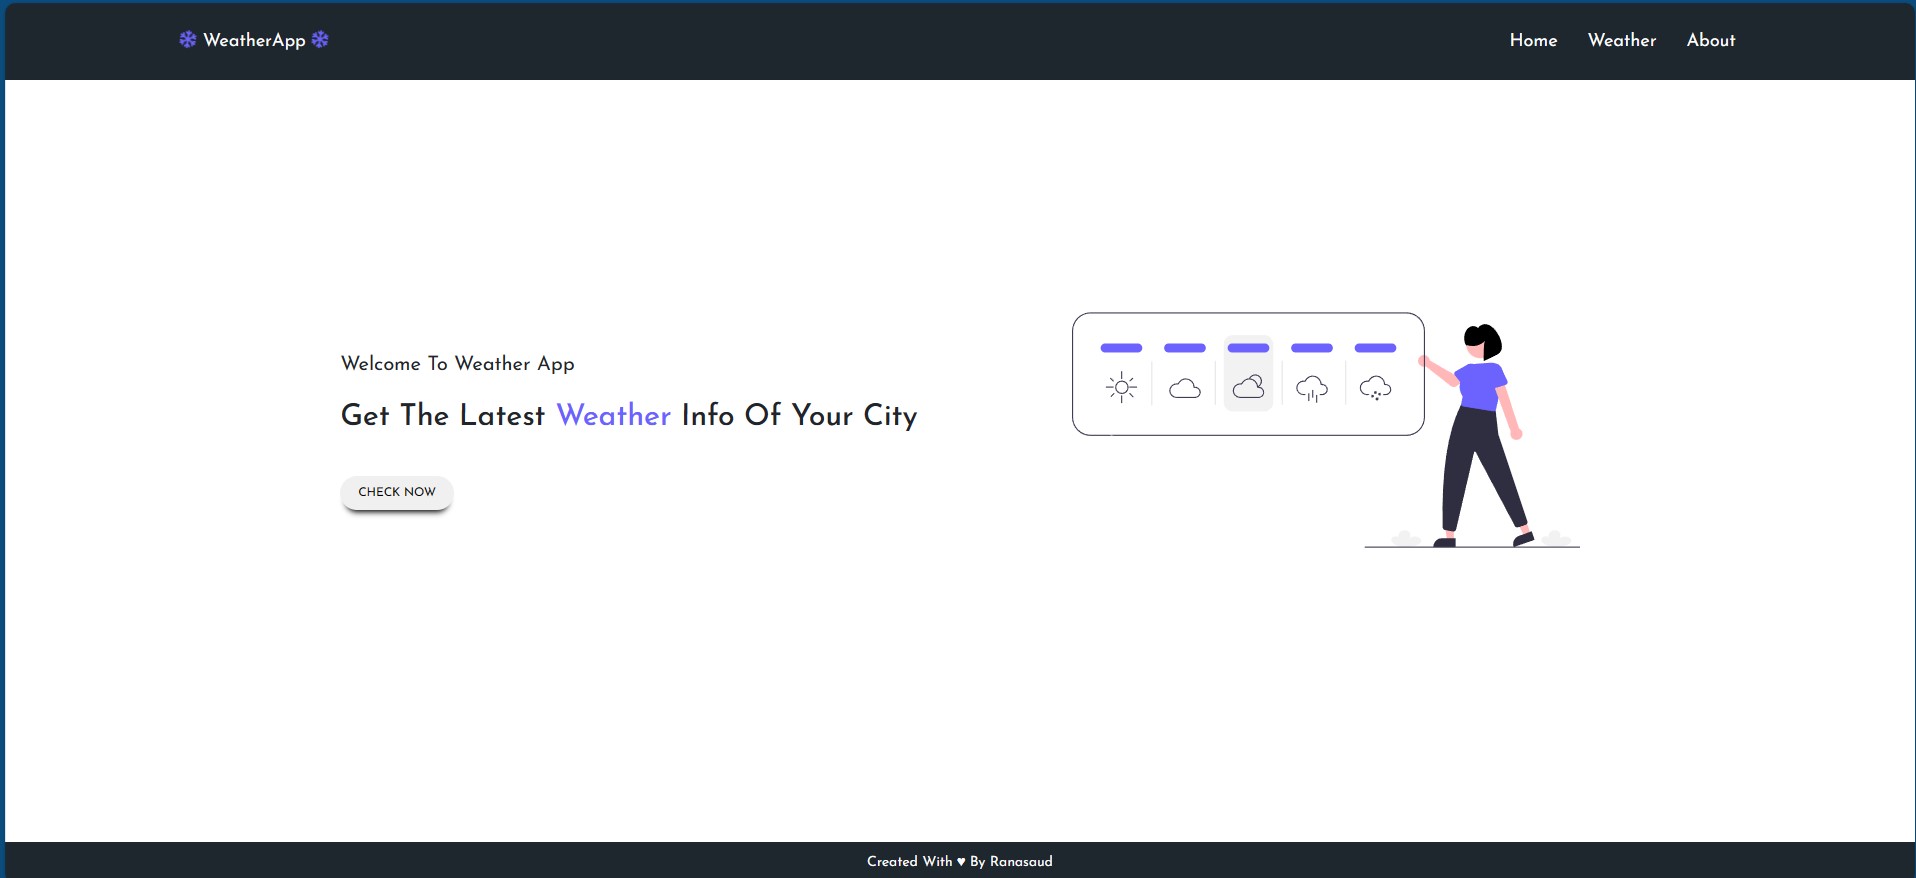 ❄ WeatherApp ❄
Home Weather About
Welcome To Weather App
Get The Latest Weather Info Of Your City
CHECK NOW
Created With ♥ By Ranasaud